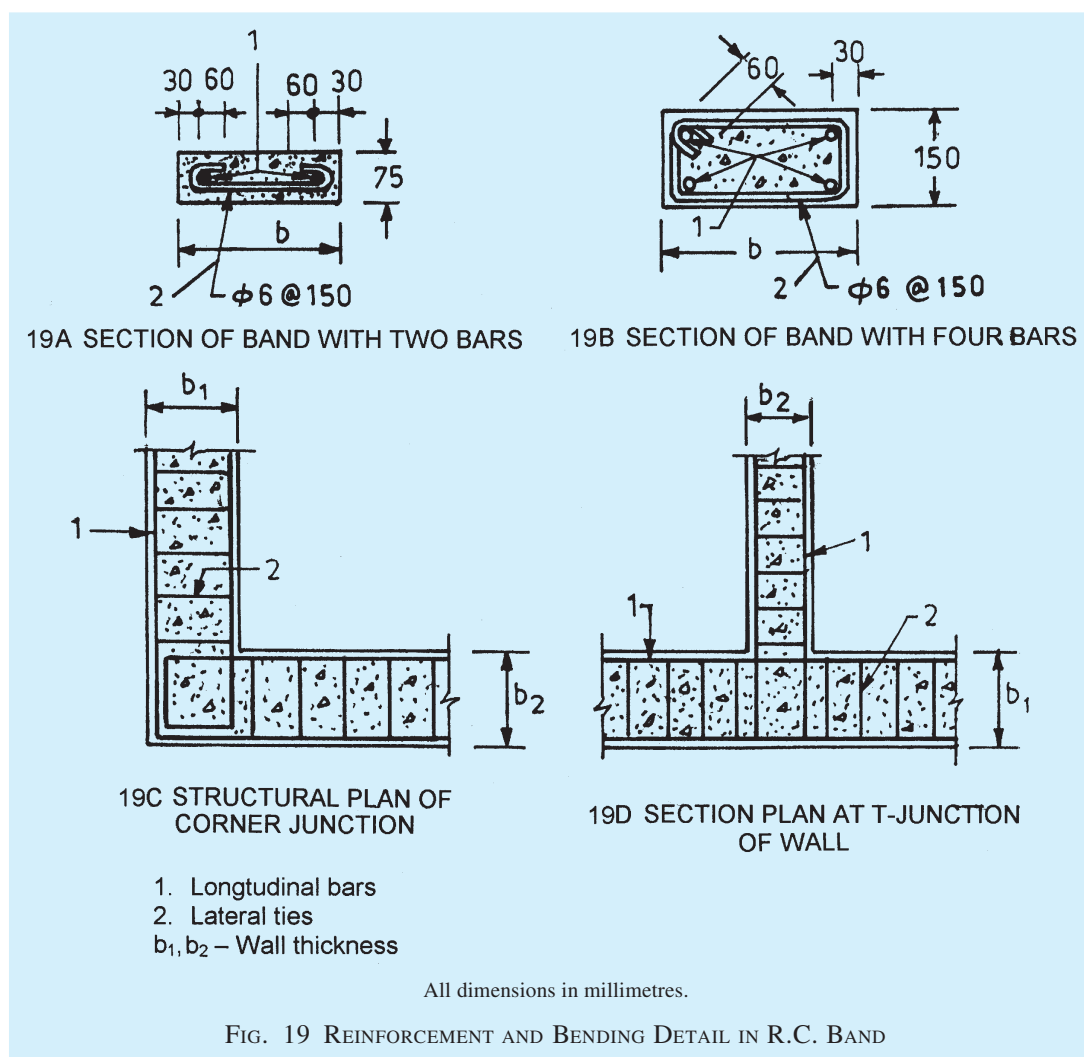 1
30 60 60 30
75
b
2 ϕ6 @150
19A SECTION OF BAND WITH TWO BARS
60
30
150
1
b
2 ϕ6 @150
19B SECTION OF BAND WITH FOUR BARS
b₁
1
2
b₂
19C STRUCTURAL PLAN OF
CORNER JUNCTION
b₂
1
1
2
b₁
19D SECTION PLAN AT T-JUNCTION
OF WALL
1. Longtudinal bars
2. Lateral ties
b₁, b₂ – Wall thickness
All dimensions in millimetres.
FIG. 19 REINFORCEMENT AND BENDING DETAIL IN R.C. BAND